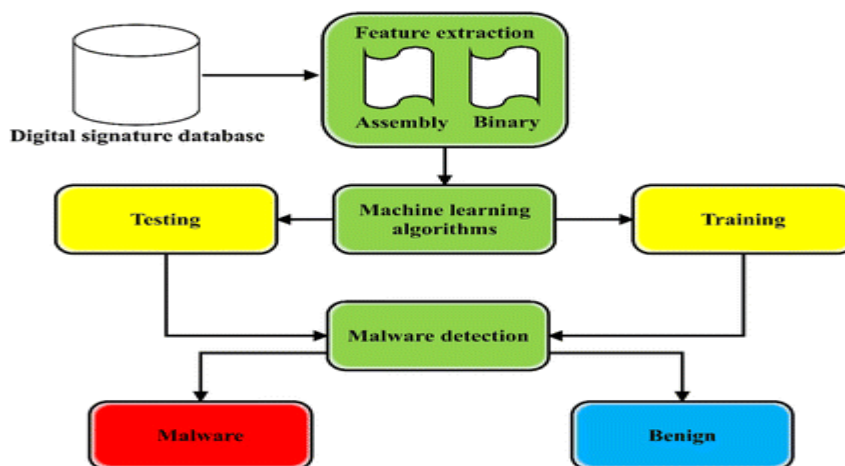 Feature extraction
Assembly Binary
Digital signature database
Testing
Machine learning
algorithms
Training
Malware detection
Malware
Benign